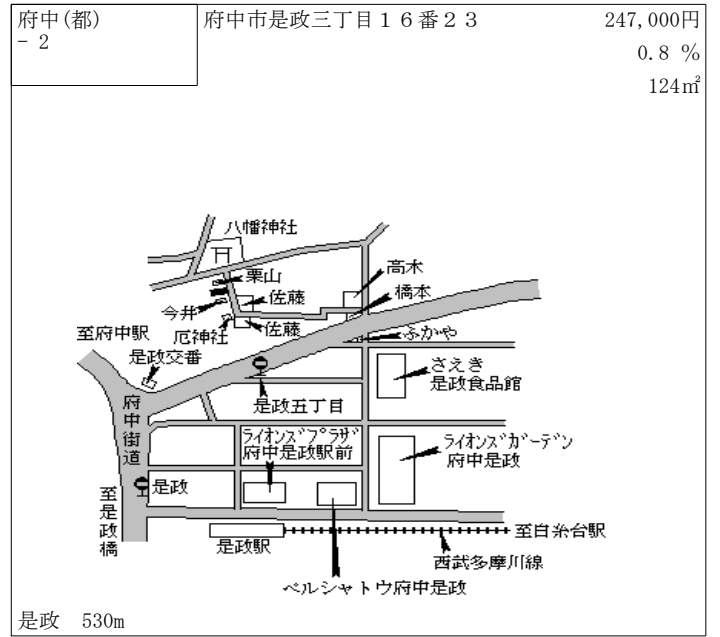 府中(都)
- 2
府中市是政三丁目１６番２３
247,000円
0.8 %
124㎡
八幡神社
栗山
高木
佐藤
橋本
今井
厄神社
佐藤
至府中駅
ふかや
是政交番
さえき
是政食品館
府中街道
是政五丁目
ﾗｲｵﾝｽﾞﾌﾟﾗｻﾞ
府中是政駅前
ﾗｲｵﾝｽﾞｶﾞｰﾃﾞﾝ
府中是政
是政
至是政橋
至白糸台駅
是政駅
西武多摩川線
ベルシャトウ府中是政
是政　530m